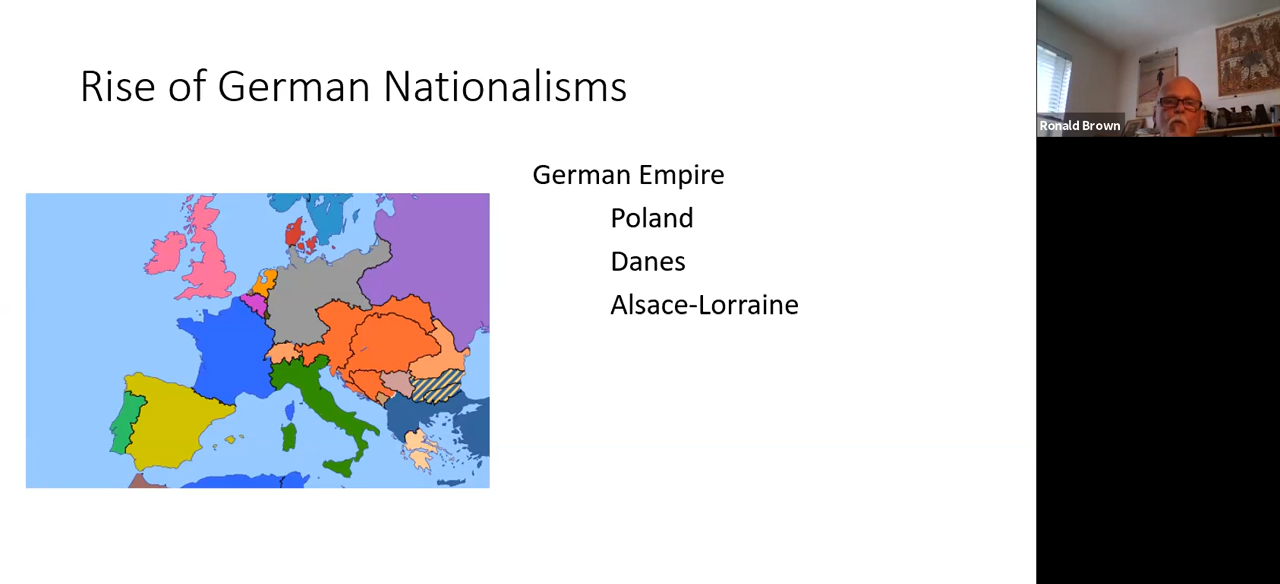 Rise of German Nationalisms
German Empire
Poland
Danes
Alsace-Lorraine
Ronald Brown